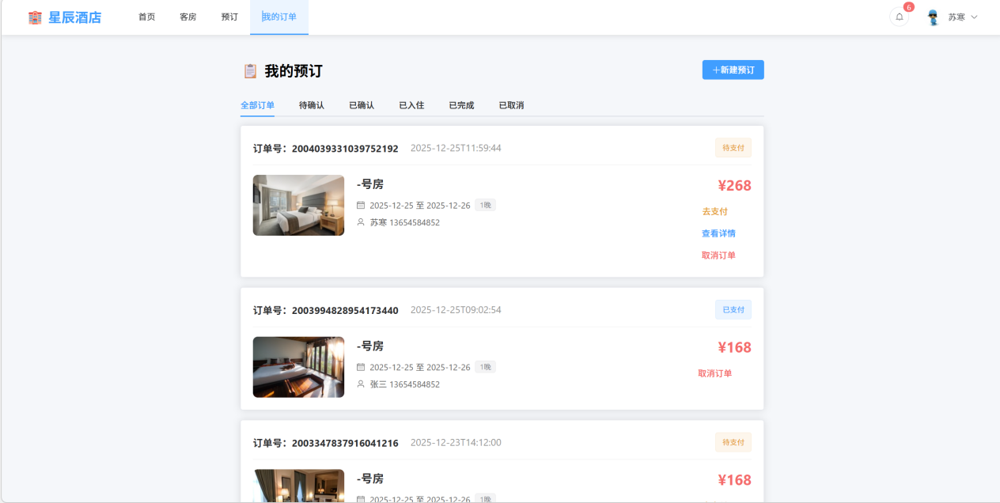 星辰酒店 首页 客房 预订 我的订单 6 苏寒
我的预订 +新建预订
全部订单 待确认 已确认 已入住 已完成 已取消
订单号：2004039331039752192 2025-12-25T11:59:44 待支付
-号房 ¥268
2025-12-25 至 2025-12-26 1晚
去支付
苏寒 13654584852
查看详情
取消订单
订单号：2003994828954173440 2025-12-25T09:02:54 已支付
-号房 ¥168
2025-12-25 至 2025-12-26 1晚
取消订单
张三 13654584852
订单号：2003347837916041216 2025-12-23T14:12:00 待支付
-号房 ¥168
2025-12-25 至 2025-12-26 1晚